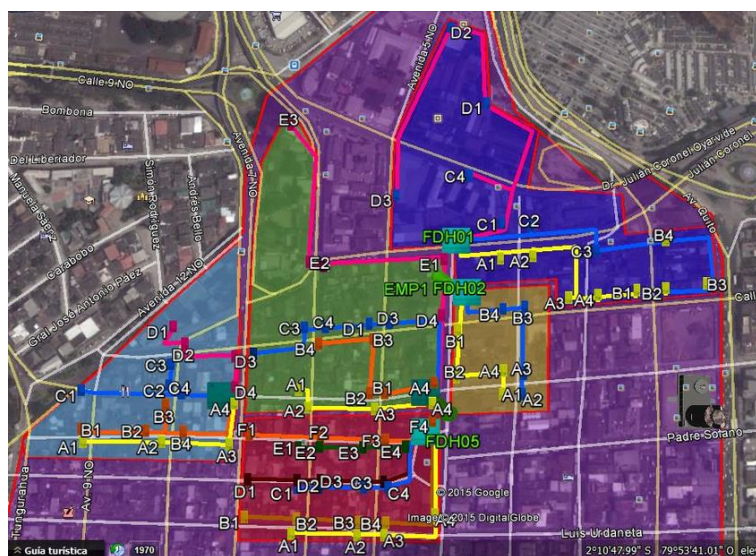 D2
Avenida 5 NO
Calle 9 NO
Bombona
D1
E3
Avenida 7 NO
Dr. Julián Coronel Oyarvide
Julián Coronel
Del Libertador
Simón Rodríguez
Andrés Bello
Manuela Sáenz
C4
D3
Av. Quito
Carabobo
C1
C2
FDH01
B4
Gral José Antonio Páez
Avenida 12 NO
A1
A2
C3
E2
E1
EMP1
FDH02
A3
A4
B1
B2
B3
Call
D1
C3
C4
D1
D3
D4
B4
B3
B1
D2
C3
D3
B4
B2
A4
C1
C2
C4
D4
A1
B2
B1
A4
A1
A2
A4
A2
A3
A4
B3
B1
B2
B4
F1
F2
F3
F4
FDH05
A1
A2
A3
E1
E2
E3
E4
Padre Solano
Av 9 NO
Tungurahua
D1
C1
D2
D3
C3
C4
© 2015 Google
B1
B2
B3
B4
A4
Image © 2015 DigitalGlobe
A1
A2
A3
Luis Urdaneta
Guía turística
1970
2°10'47.99" S
79°53'41.01" O